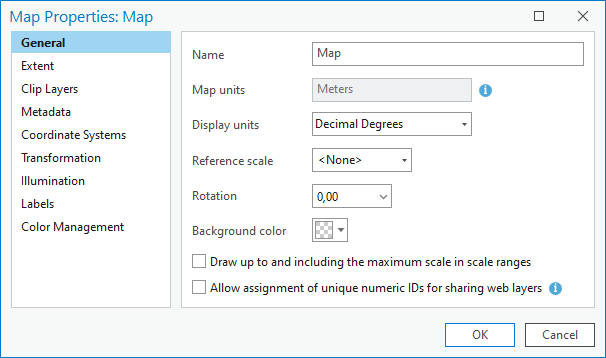 Map Properties: Map
General
Extent
Clip Layers
Metadata
Coordinate Systems
Transformation
Illumination
Labels
Color Management
Name Map
Map units Meters
Display units Decimal Degrees
Reference scale <None>
Rotation 0,00
Background color
Draw up to and including the maximum scale in scale ranges
Allow assignment of unique numeric IDs for sharing web layers
OK Cancel